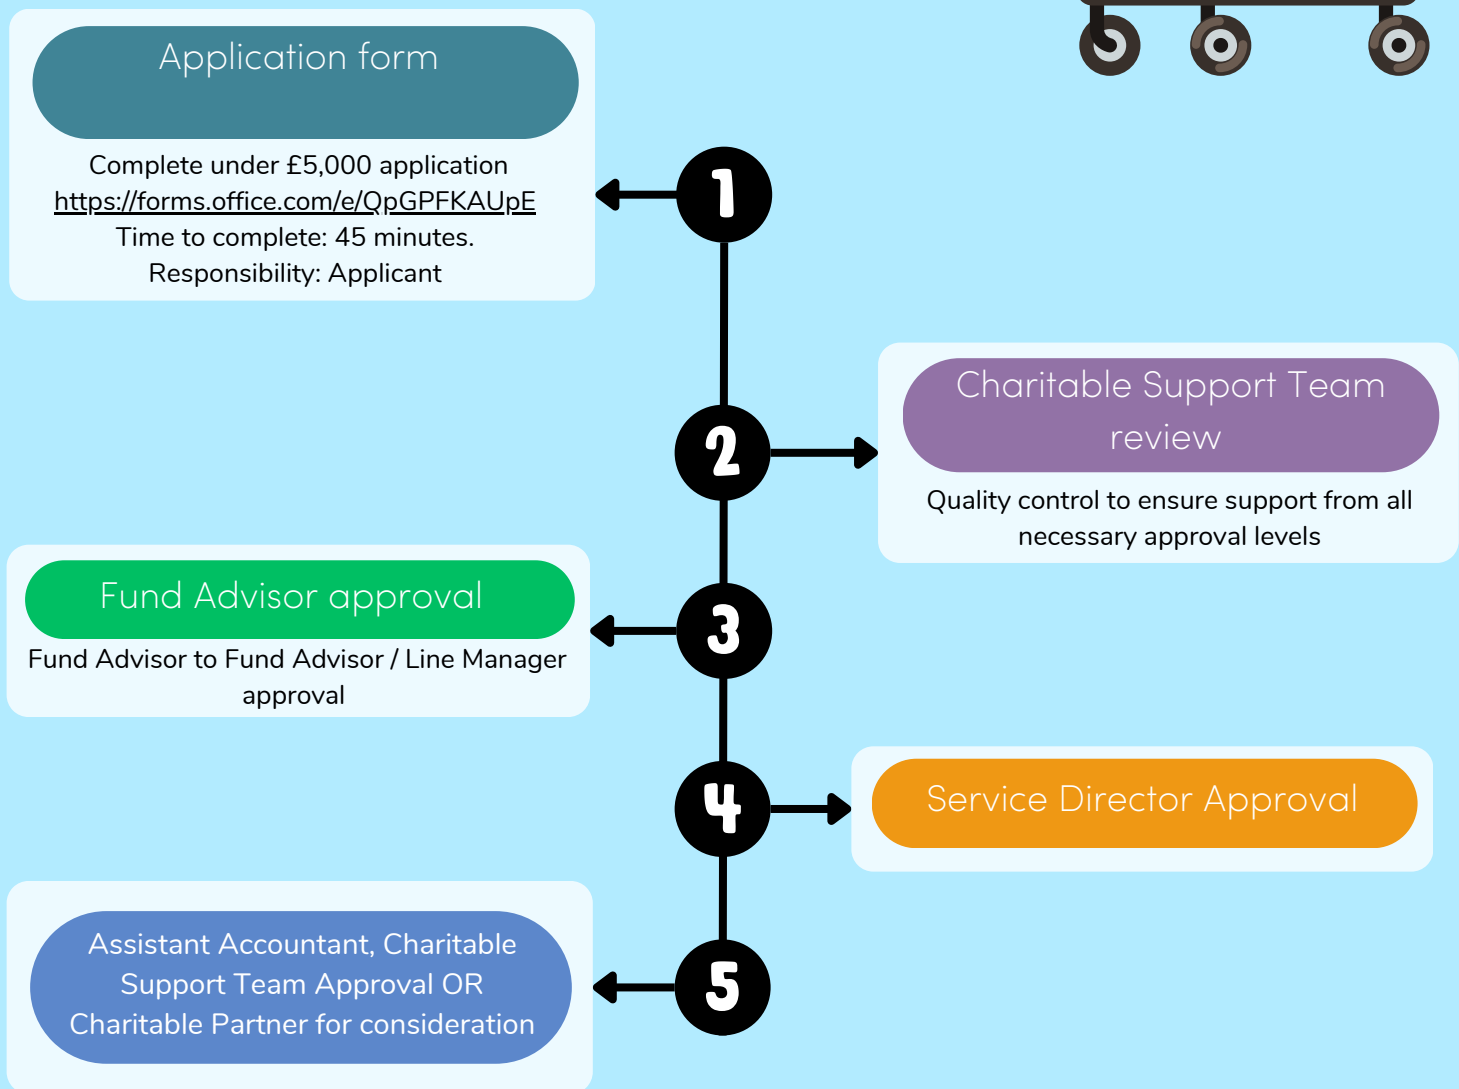 Application form
Complete under £5,000 application
https://forms.office.com/e/QpGPFKAUpE
Time to complete: 45 minutes.
Responsibility: Applicant
1
2
Charitable Support Team
review
Quality control to ensure support from all
necessary approval levels
Fund Advisor approval
Fund Advisor to Fund Advisor / Line Manager
approval
3
4
Service Director Approval
Assistant Accountant, Charitable
Support Team Approval OR
Charitable Partner for consideration
5